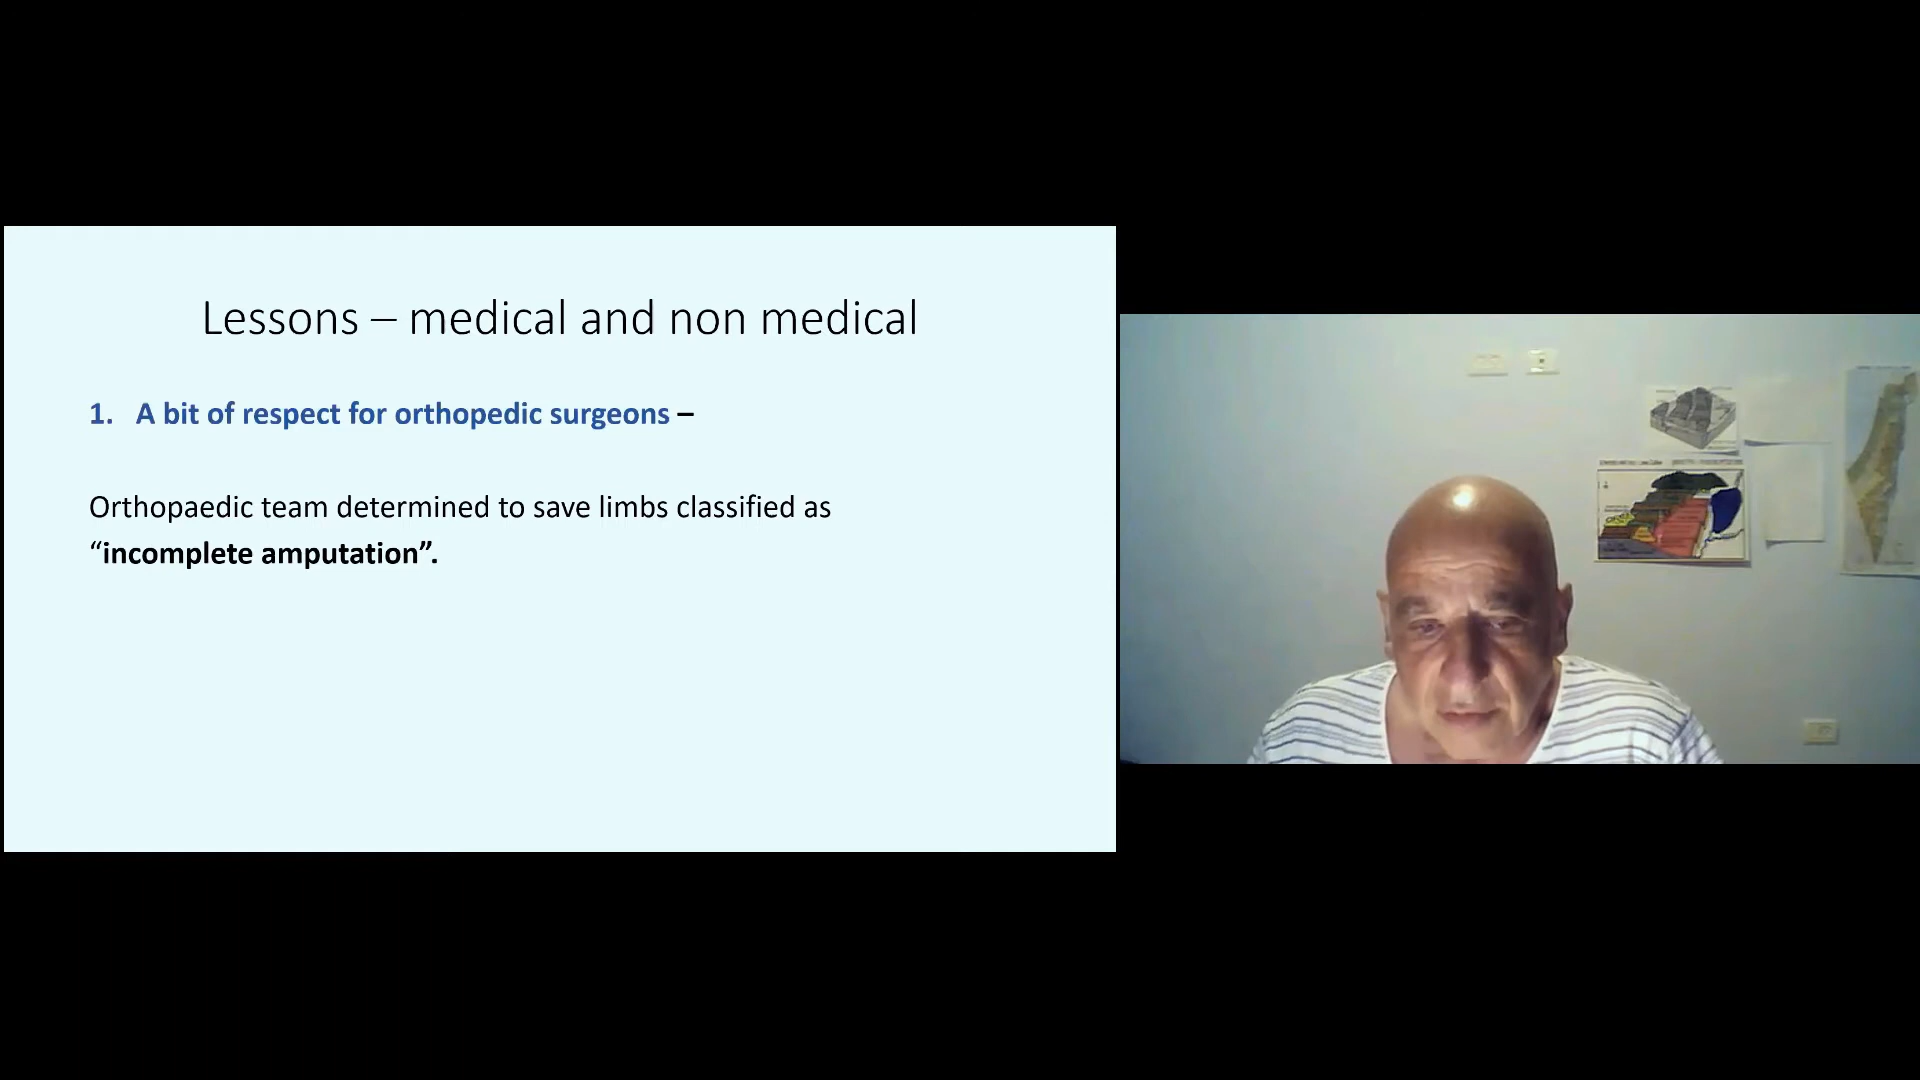 Lessons – medical and non medical
1. A bit of respect for orthopedic surgeons –
Orthopaedic team determined to save limbs classified as
“incomplete amputation”.